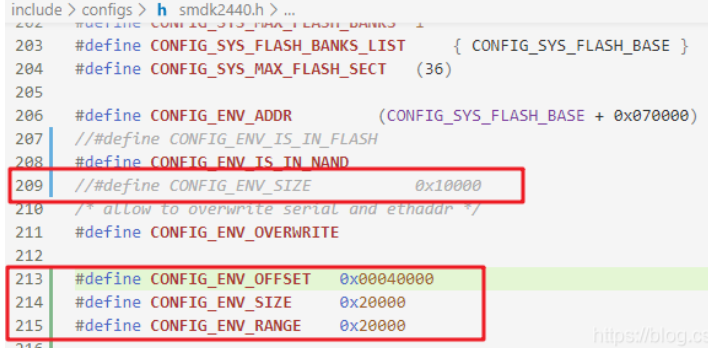 include > configs > h smdk2440.h > ...
202 #define CONFIG_SYS_MAX_FLASH_BANKS 1
203 #define CONFIG_SYS_FLASH_BANKS_LIST { CONFIG_SYS_FLASH_BASE }
204 #define CONFIG_SYS_MAX_FLASH_SECT (36)
205
206 #define CONFIG_ENV_ADDR (CONFIG_SYS_FLASH_BASE + 0x070000)
207 //#define CONFIG_ENV_IS_IN_FLASH
208 #define CONFIG_ENV_IS_IN_NAND
209 //#define CONFIG_ENV_SIZE 0x10000
210 /* allow to overwrite serial and ethaddr */
211 #define CONFIG_ENV_OVERWRITE
212
213 #define CONFIG_ENV_OFFSET 0x00040000
214 #define CONFIG_ENV_SIZE 0x20000
215 #define CONFIG_ENV_RANGE 0x20000
216
https://blog.cs